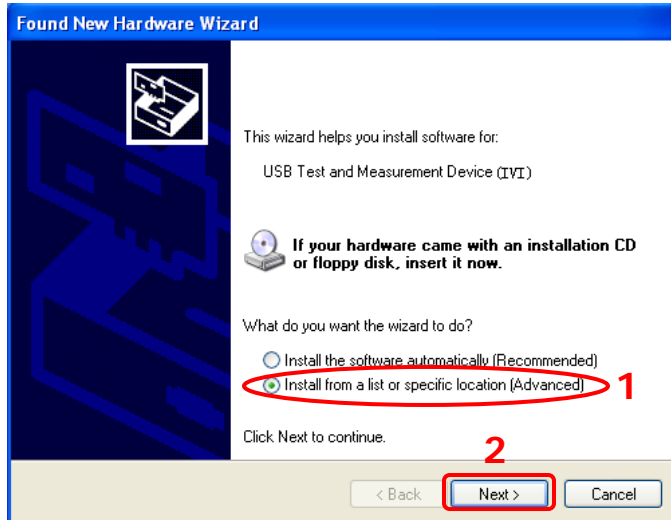 Found New Hardware Wizard
This wizard helps you install software for:
USB Test and Measurement Device (IVI)
If your hardware came with an installation CD
or floppy disk, insert it now.
What do you want the wizard to do?
Install the software automatically (Recommended)
Install from a list or specific location (Advanced)
1
Click Next to continue.
2
< Back
Next >
Cancel